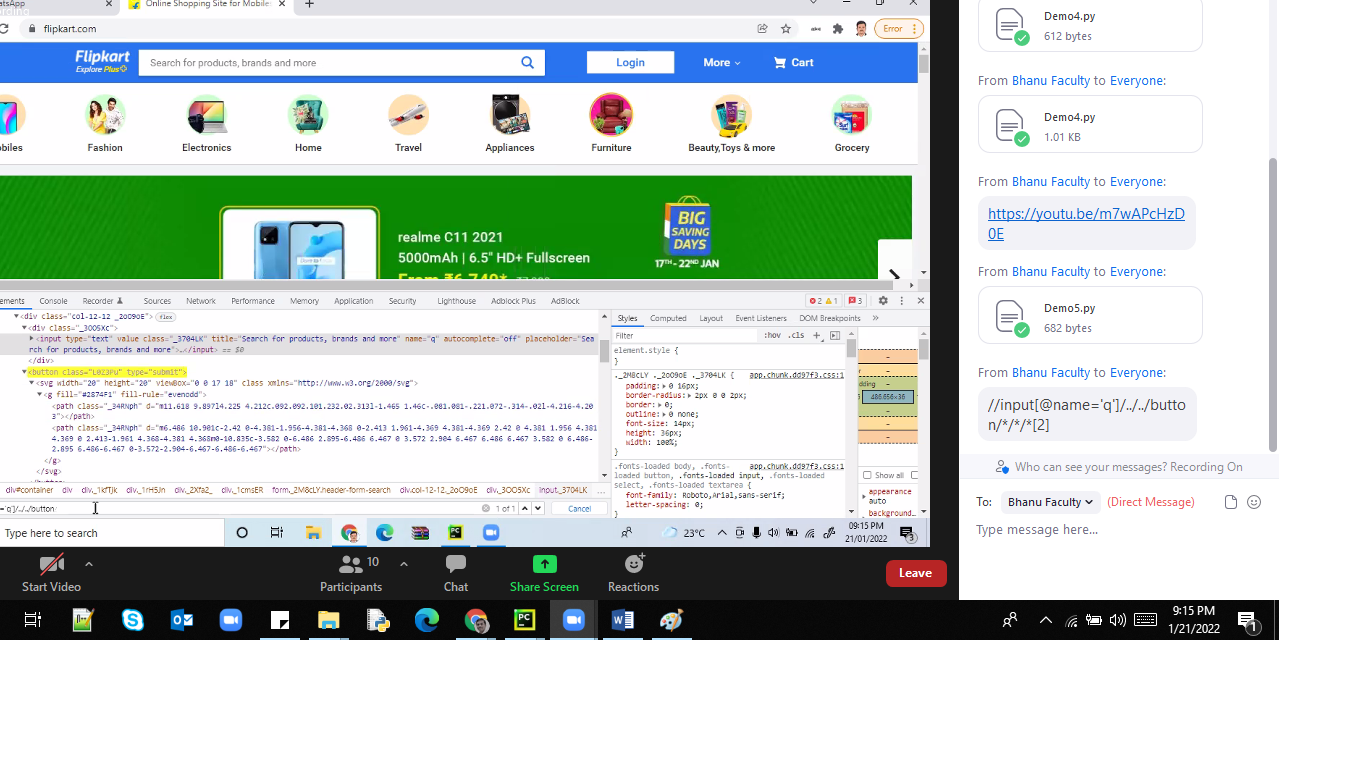 atsApp
Online Shopping Site for Mobile
flipkart.com
Error
Flipkart
Explore Plus
Search for products, brands and more
Login
More
Cart
obiles
Fashion
Electronics
Home
Travel
Appliances
Furniture
Beauty,Toys & more
Grocery
realme C11 2021
5000mAh | 6.5" HD+ Fullscreen
From ₹6,749*
BIG
SAVING
DAYS
17TH - 22ND JAN
ements
Console
Recorder
Sources
Network
Performance
Memory
Application
Security
Lighthouse
Adblock Plus
AdBlock
2
1
3
<div class="col-12-12 _2oO9oE">
flex
<div class="_3OO5Xc">
<input type="text" value class="_3704LK" title="Search for products, brands and more" name="q" autocomplete="off" placeholder="Sea
rch for products, brands and more">…</input> == $0
</div>
<button class="L0Z3Pu" type="submit">
<svg width="20" height="20" viewBox="0 0 17 18" class xmlns="http://www.w3.org/2000/svg">
<g fill="#2874F1" fill-rule="evenodd">
<path class="_34RNph" d="m11.618 9.897l4.225 4.212c.092.092.101.232.02.313l-1.465 1.46c-.081.081-.221.072-.314-.02l-4.216-4.20
3"></path>
<path class="_34RNph" d="m6.486 10.901c-2.42 0-4.381-1.956-4.381-4.368 0-2.413 1.961-4.369 4.381-4.369 2.42 0 4.381 1.956 4.381
4.369 0 2.413-1.961 4.368-4.381 4.368m0-10.835c-3.582 0-6.486 2.895-6.486 6.467 0 3.572 2.904 6.467 6.486 6.467 3.582 0 6.486-
2.895 6.486-6.467 0-3.572-2.904-6.467-6.486-6.467"></path>
</g>
</svg>
div#container
div
div._1kfTjk
div._1rH5Jn
div._2Xfa2_
div._1cmsER
form._2M8cLY.header-form-search
div.col-12-12._2oO9oE
div._3OO5Xc
input._3704LK
...
='q']/../../button/
1 of 1
Cancel
Styles
Computed
Layout
Event Listeners
DOM Breakpoints
»
Filter
:hov
.cls
element.style {
}
._2M8cLY ._2oO9oE ._3704LK {
app.chunk.dd97f3.css:1
padding: 0 16px;
border-radius: 2px 0 0 2px;
border: 0;
outline: 0 none;
font-size: 14px;
height: 36px;
width: 100%;
}
.fonts-loaded body, .fonts-
app.chunk.dd97f3.css:1
loaded button, .fonts-loaded input, .fonts-loaded
select, .fonts-loaded textarea {
font-family: Roboto,Arial,sans-serif;
letter-spacing: 0;
}
dding
486.656×36
Show all
appearance
auto
background…
Type here to search
23°C
09:15 PM
21/01/2022
3
Start Video
Participants
10
Chat
Share Screen
Reactions
Leave
Demo4.py
612 bytes
From Bhanu Faculty to Everyone:
Demo4.py
1.01 KB
From Bhanu Faculty to Everyone:
https://youtu.be/m7wAPcHzD
0E
From Bhanu Faculty to Everyone:
Demo5.py
682 bytes
From Bhanu Faculty to Everyone:
//input[@name='q']/../../butto
n/*/*/*[2]
Who can see your messages? Recording On
To:
Bhanu Faculty
(Direct Message)
Type message here...
9:15 PM
1/21/2022
1